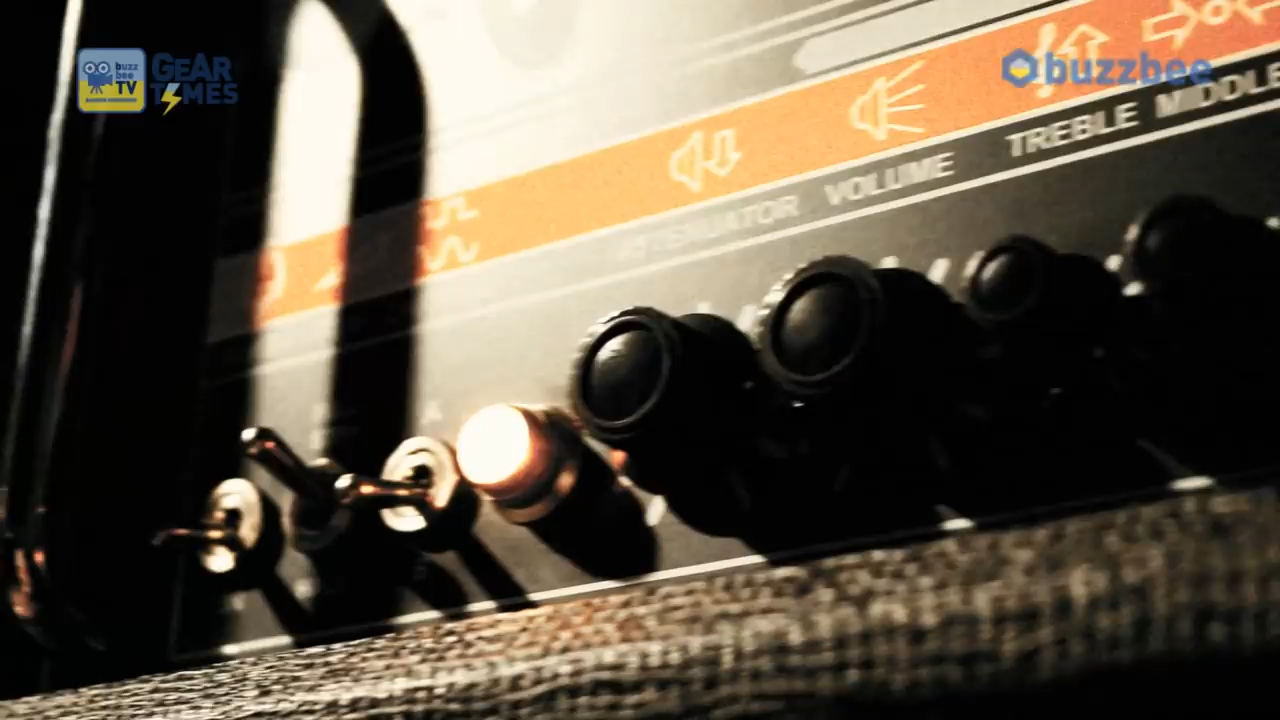 buzz
bee
TV
GEAR
TIMES
buzzbee
ATTENUATOR VOLUME TREBLE MIDDLE